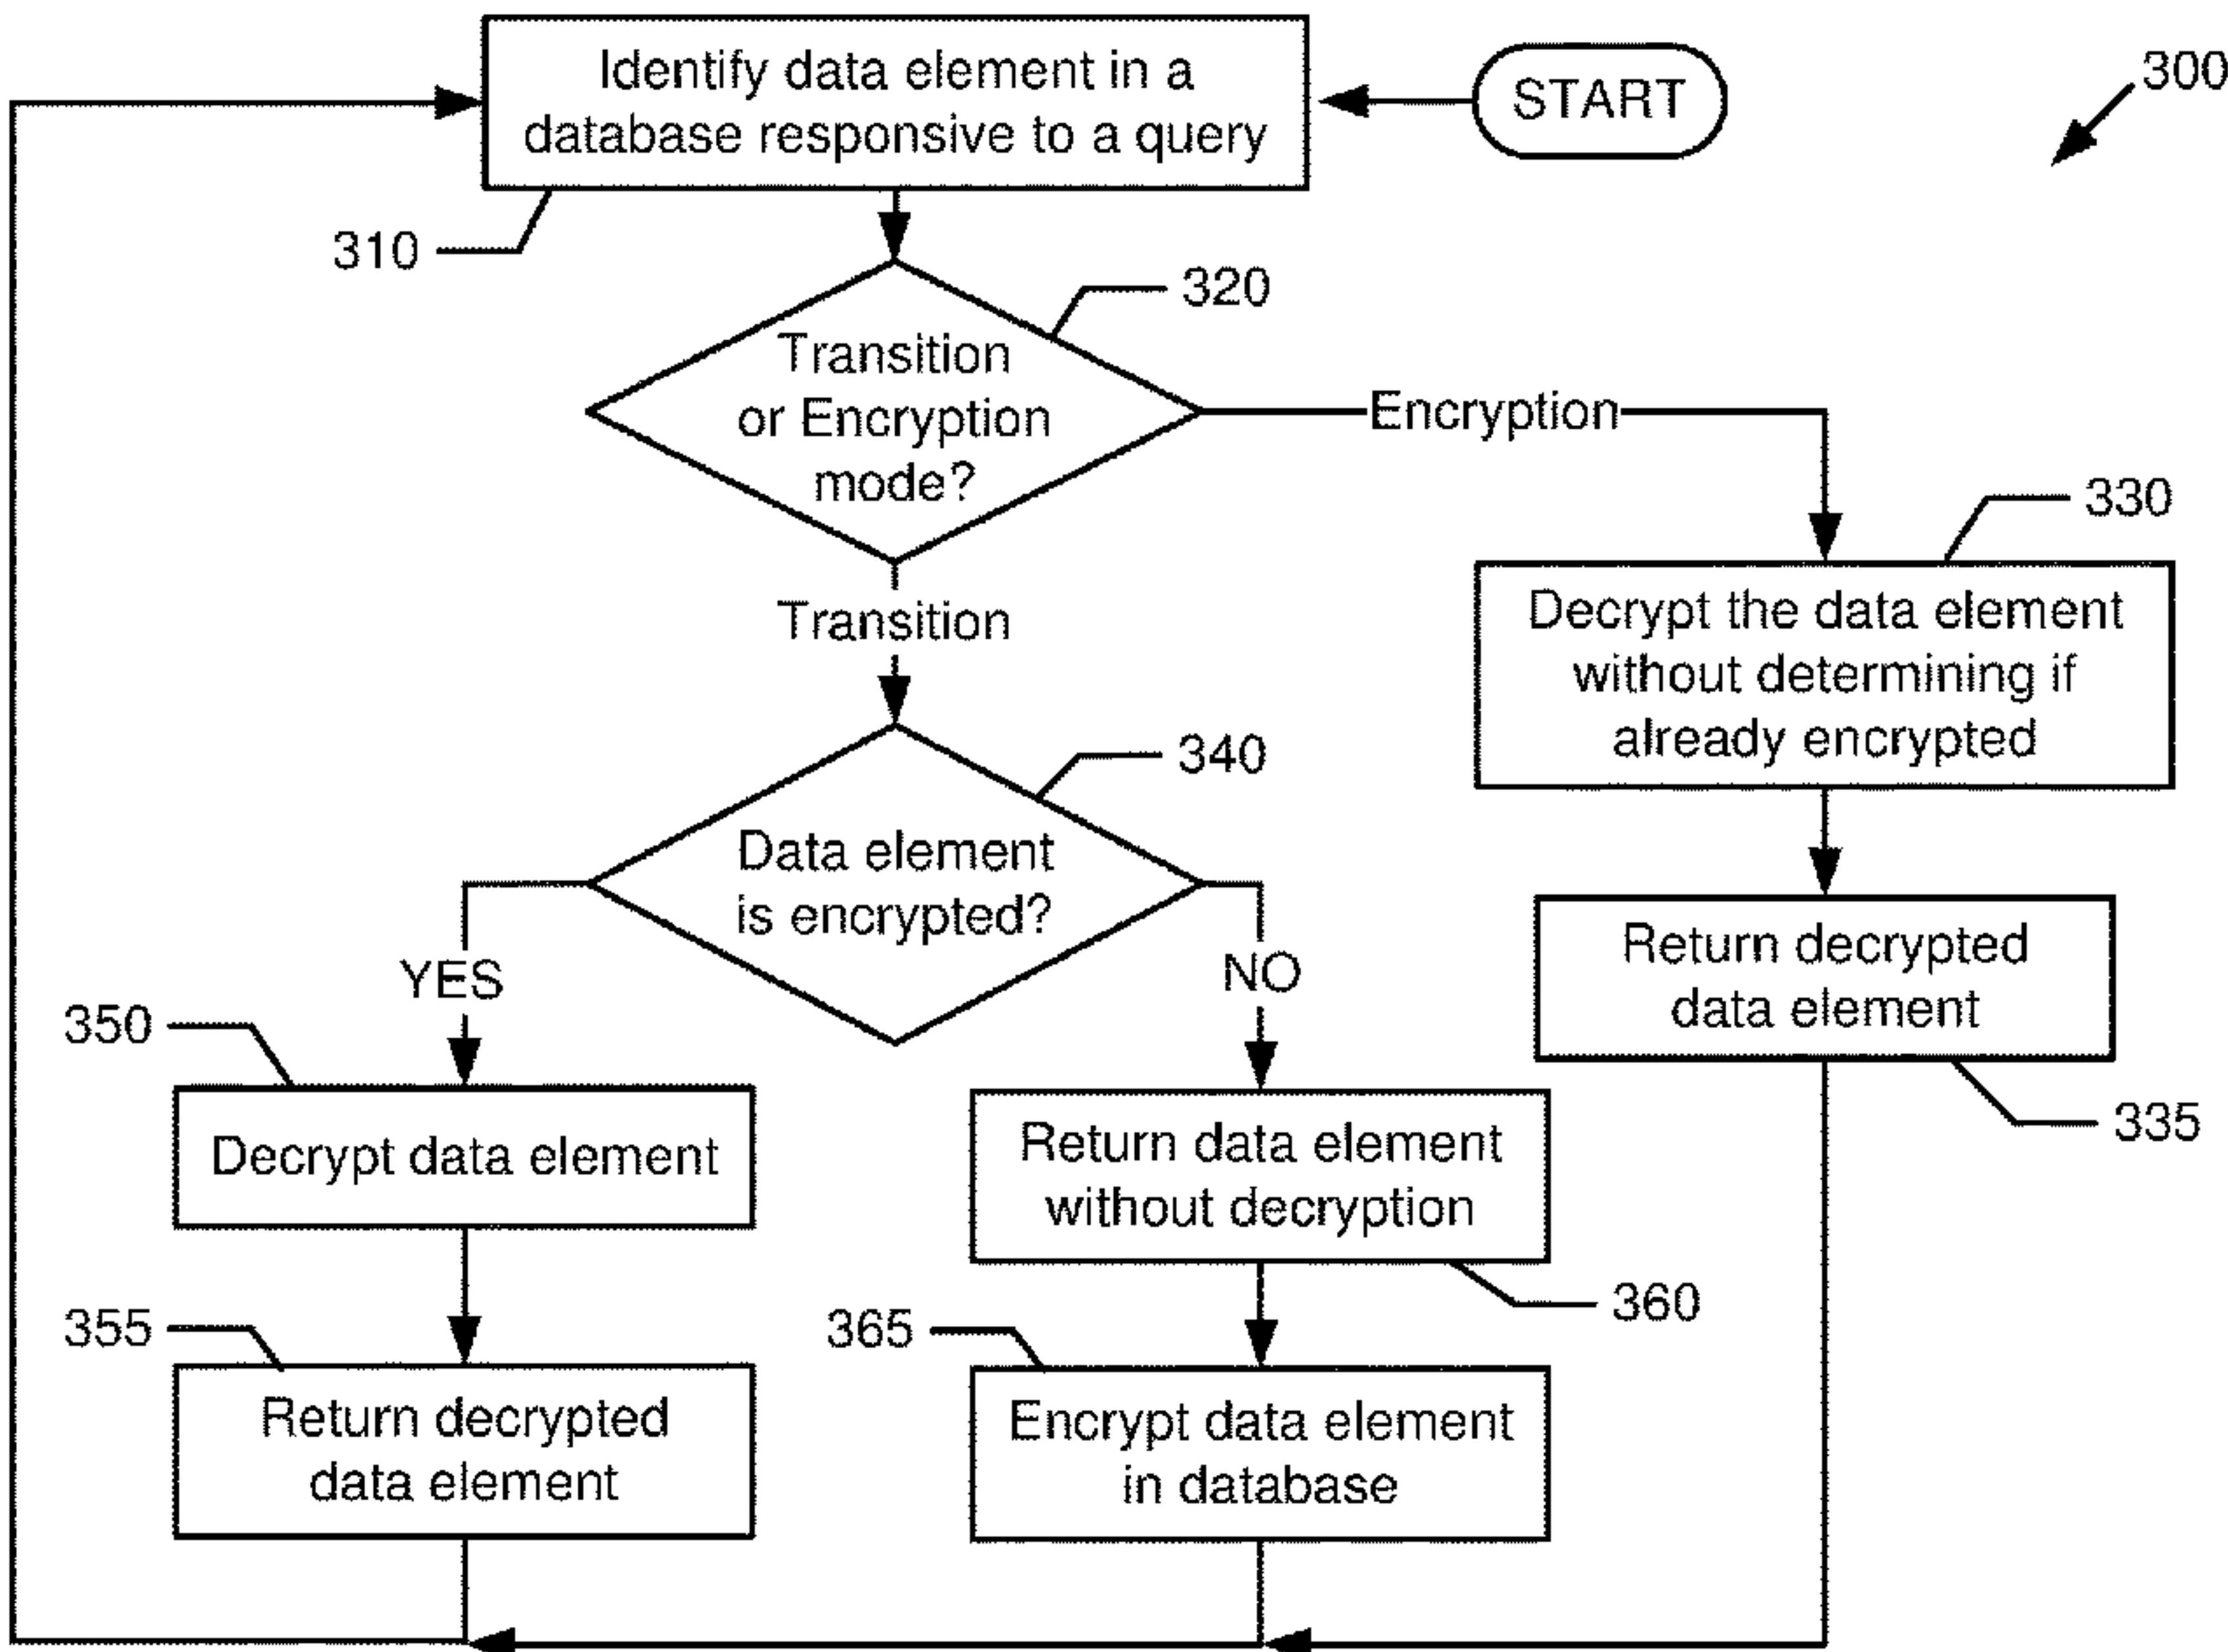 Identify data element in a
database responsive to a query
START
300
310
320
Transition
or Encryption
mode?
Encryption
Transition
330
Decrypt the data element
without determining if
already encrypted
340
Data element
is encrypted?
Return decrypted
data element
YES
NO
350
335
Decrypt data element
Return data element
without decryption
355
365
360
Return decrypted
data element
Encrypt data element
in database